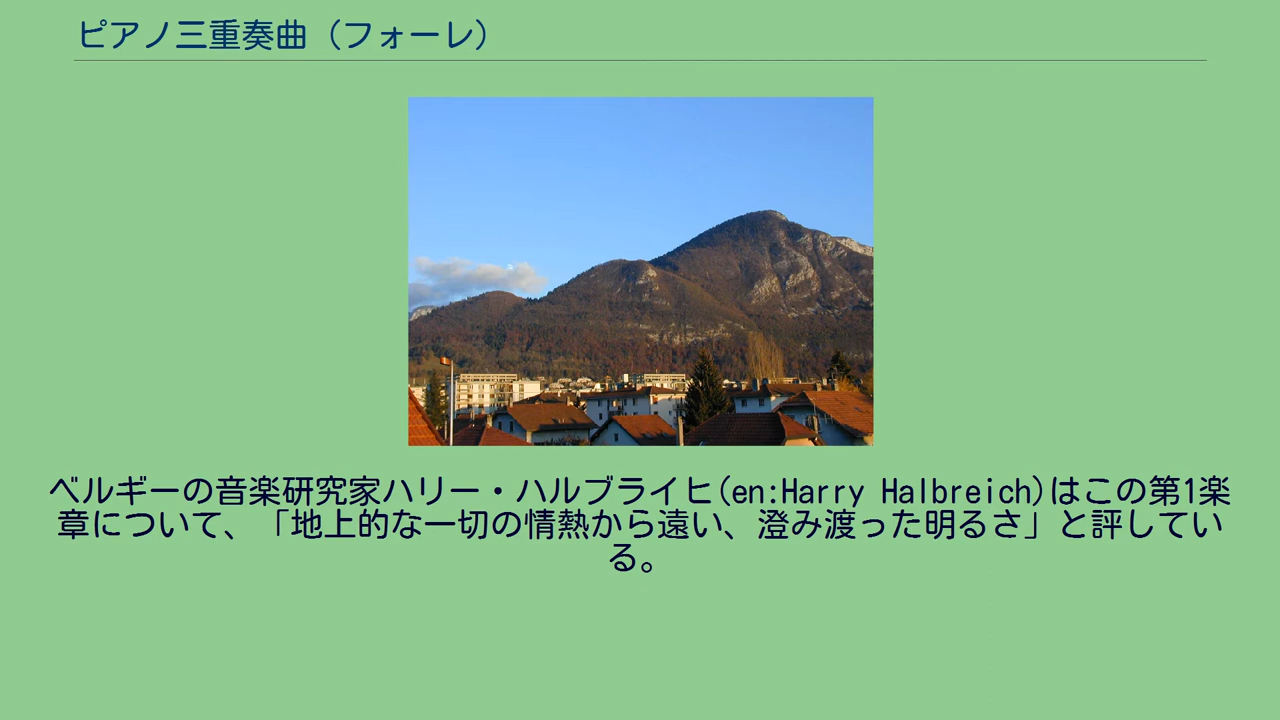 ピアノ三重奏曲（フォーレ）
ベルギーの音楽研究家ハリー・ハルブライヒ(en:Harry Halbreich)はこの第1楽
章について、「地上的な一切の情熱から遠い、澄み渡った明るさ」と評してい
る。